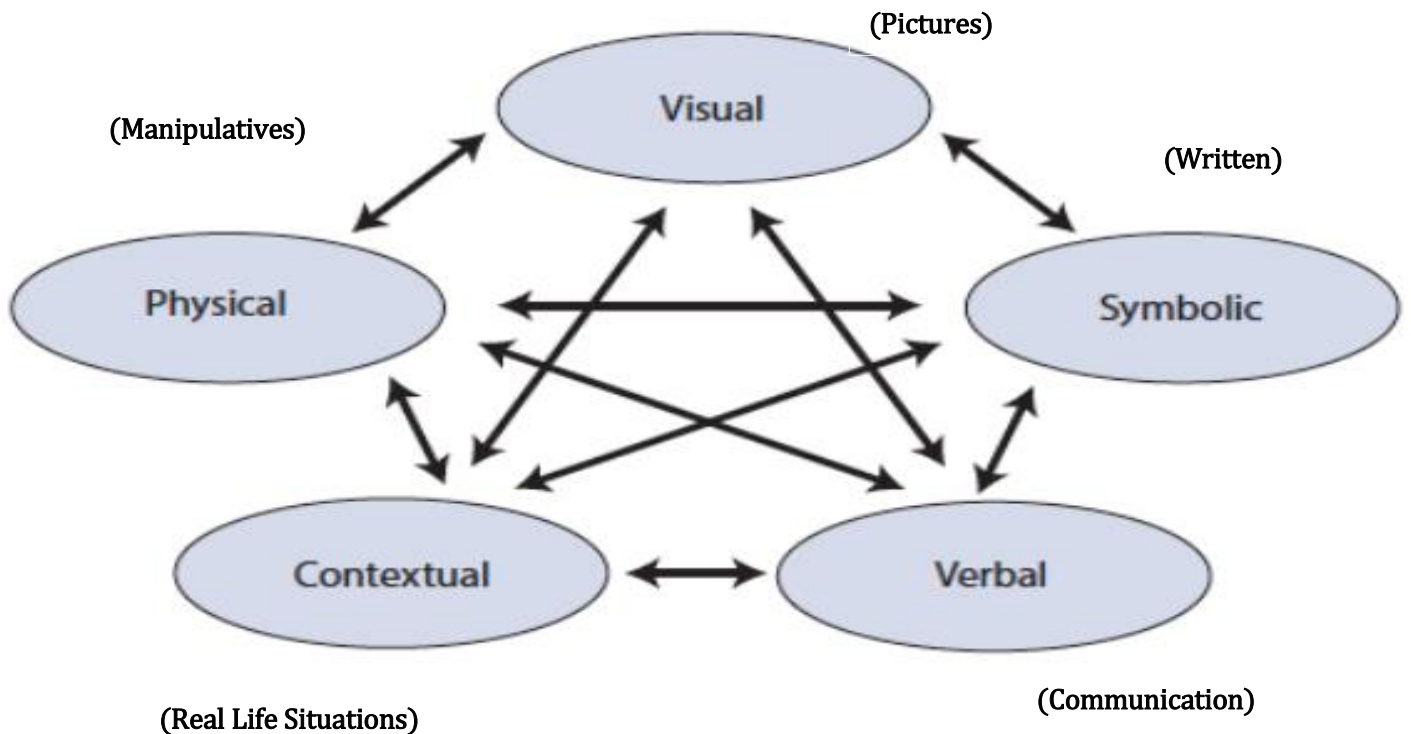 (Pictures)
Visual
(Manipulatives)
(Written)
Physical
Symbolic
Contextual
Verbal
(Communication)
(Real Life Situations)